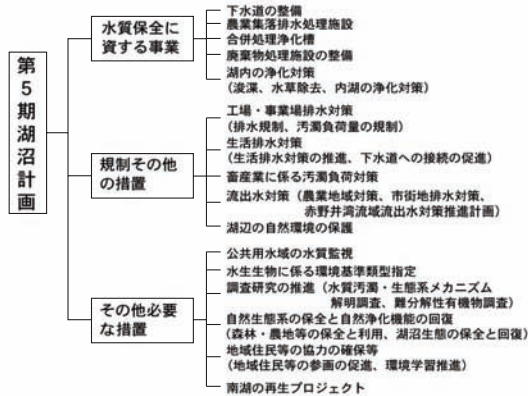 第5期湖沼計画
水質保全に
資する事業
下水道の整備
農業集落排水処理施設
合併処理浄化槽
廃棄物処理施設の整備
湖内の浄化対策
(浚渫、水草除去、内湖の浄化対策)
規制その他
の措置
工場・事業場排水対策
(排水規制、汚濁負荷量の規制)
生活排水対策
(生活排水対策の推進、下水道への接続の促進)
畜産業に係る汚濁負荷対策
流出水対策(農業地域対策、市街地排水対策、
赤野井湾流域流出水対策推進計画)
湖辺の自然環境の保護
その他必要
な措置
公共用水域の水質監視
水生生物に係る環境基準類型指定
調査研究の推進(水質汚濁・生態系メカニズム
解明調査、難分解性有機物調査)
自然生態系の保全と自然浄化機能の回復
(森林・農地等の保全と利用、湖沼生態の保全と回復)
地域住民等の協力の確保等
(地域住民等の参画の促進、環境学習推進)
南湖の再生プロジェクト